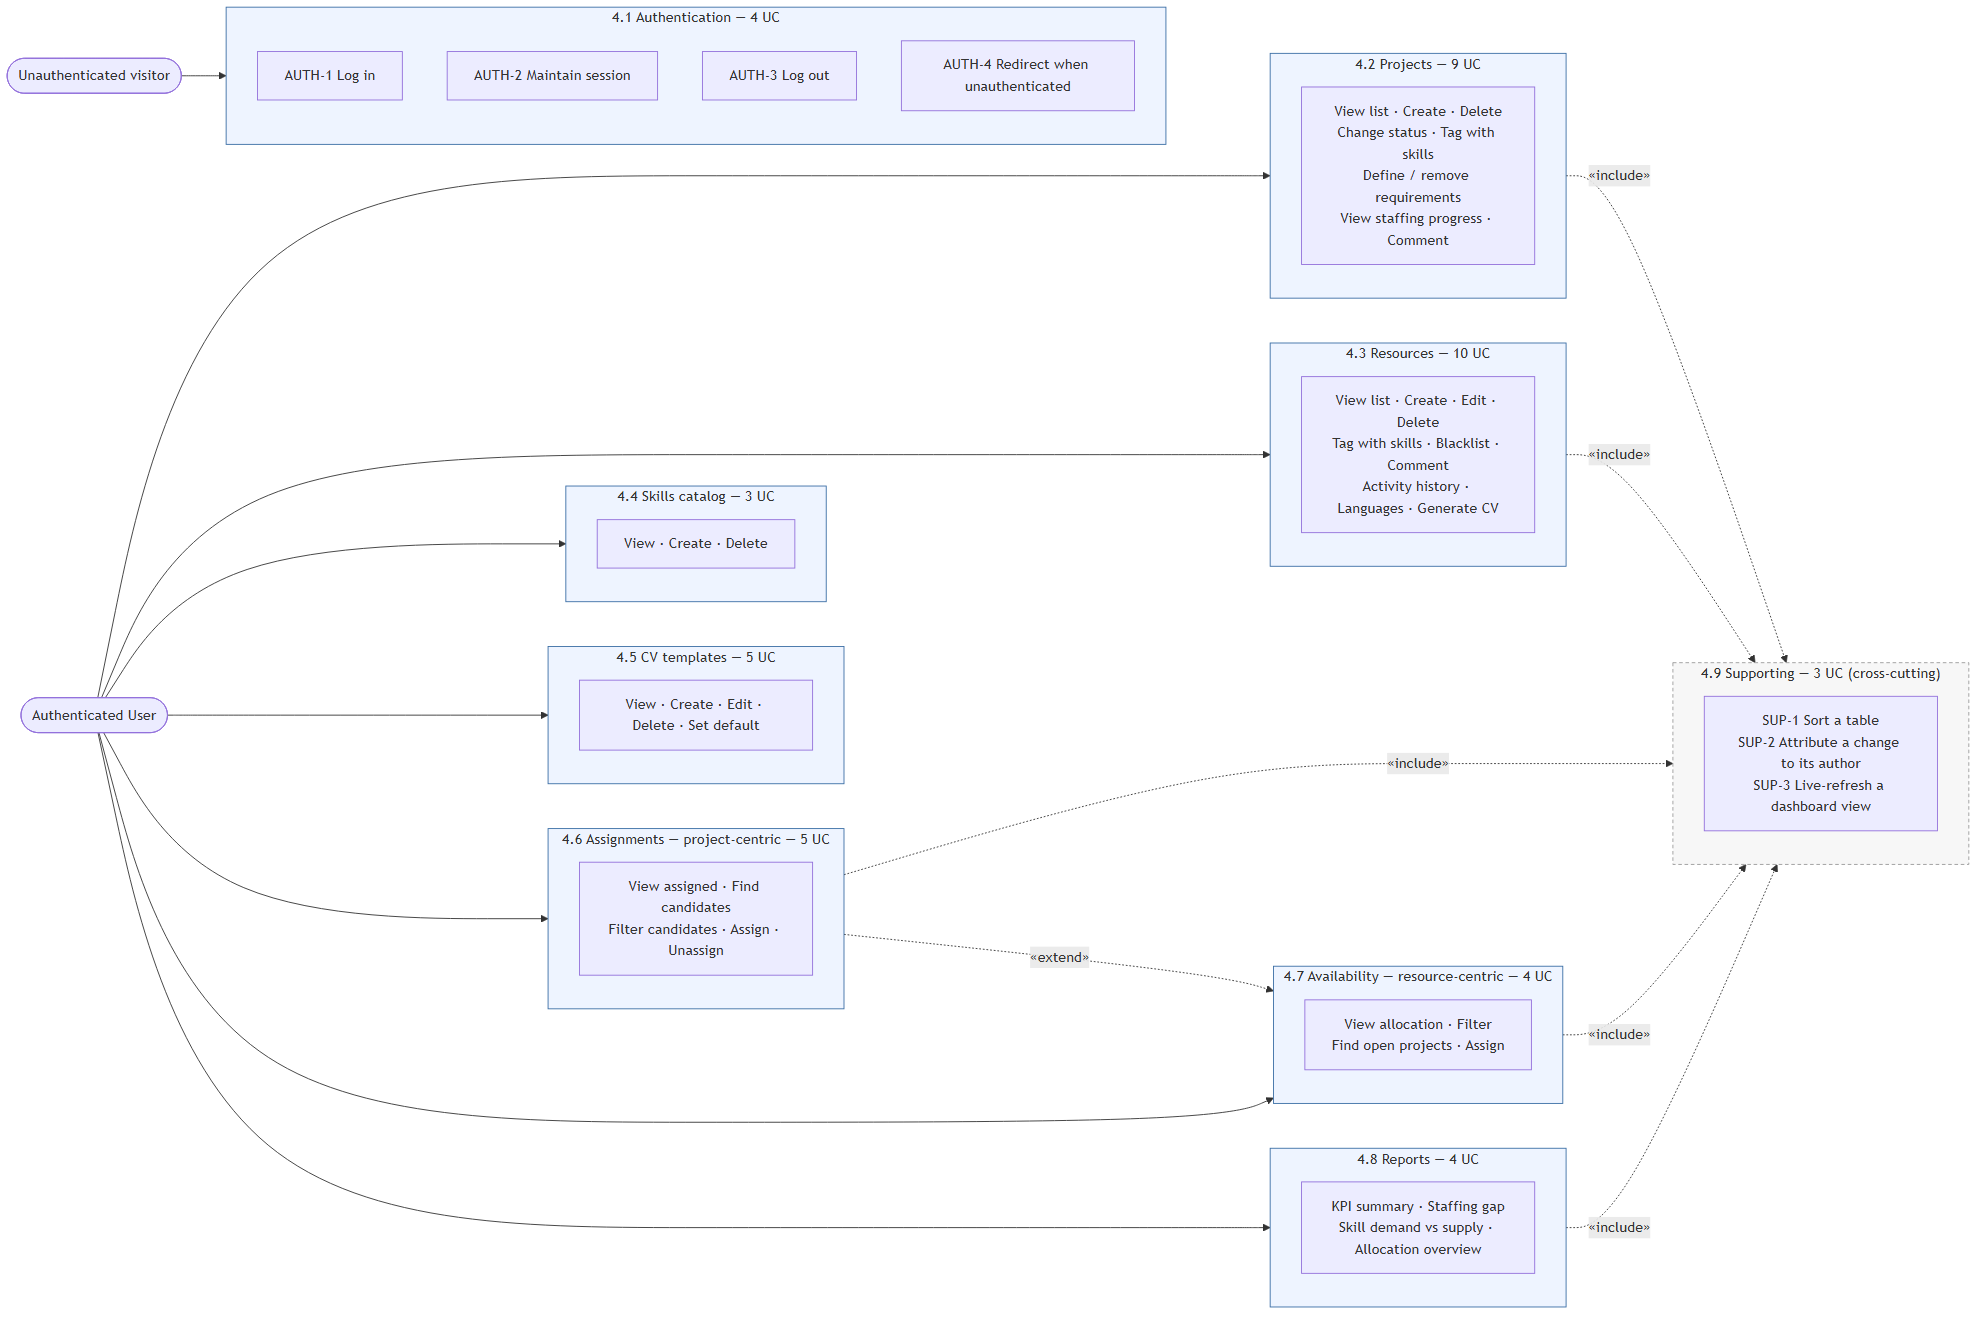 4.1 Authentication — 4 UC
Unauthenticated visitor
AUTH-1 Log in
AUTH-2 Maintain session
AUTH-3 Log out
AUTH-4 Redirect when
unauthenticated
4.2 Projects — 9 UC
View list · Create · Delete
Change status · Tag with
skills
Define / remove
requirements
View staffing progress ·
Comment
«include»
4.3 Resources — 10 UC
View list · Create · Edit ·
Delete
Tag with skills · Blacklist ·
Comment
Activity history ·
Languages · Generate CV
«include»
4.4 Skills catalog — 3 UC
View · Create · Delete
4.5 CV templates — 5 UC
View · Create · Edit ·
Delete · Set default
Authenticated User
4.9 Supporting — 3 UC (cross-cutting)
SUP-1 Sort a table
SUP-2 Attribute a change
to its author
SUP-3 Live-refresh a
dashboard view
«include»
4.6 Assignments — project-centric — 5 UC
View assigned · Find
candidates
Filter candidates · Assign ·
Unassign
«extend»
4.7 Availability — resource-centric — 4 UC
View allocation · Filter
Find open projects · Assign
«include»
4.8 Reports — 4 UC
KPI summary · Staffing gap
Skill demand vs supply ·
Allocation overview
«include»